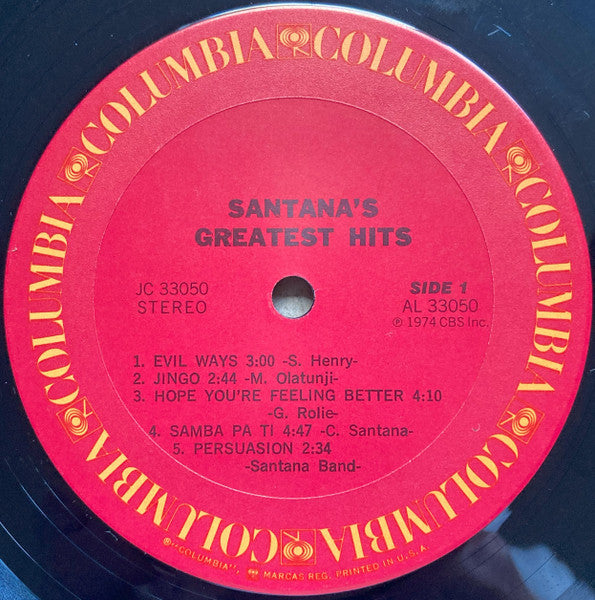 COLUMBIA COLUMBIA COLUMBIA COLUMBIA COLUMBIA COLUMBIA COLUMBIA COLUMBIA
SANTANA'S
GREATEST HITS
JC 33050
STEREO
SIDE 1
AL 33050
℗ 1974 CBS Inc.
1. EVIL WAYS 3:00 -S. Henry-
2. JINGO 2:44 -M. Olatunji-
3. HOPE YOU'RE FEELING BETTER 4:10
-G. Rolie-
4. SAMBA PA TI 4:47 -C. Santana-
5. PERSUASION 2:34
-Santana Band-
®"COLUMBIA", MARCAS REG. PRINTED IN U.S.A.